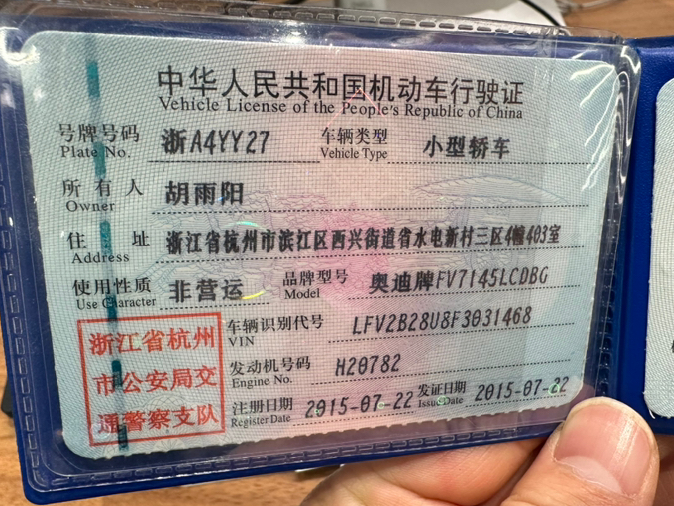 中华人民共和国机动车行驶证
Vehicle License of the People's Republic of China
号牌号码 浙A4YY27 车辆类型 小型轿车
Plate No. Vehicle Type
所有人 胡雨阳
Owner
住址 浙江省杭州市滨江区西兴街道省水电新村三区4幢403室
Address
使用性质 非营运 品牌型号 奥迪牌FV7145LCDBG
Use Character Model
浙江省杭州
市公安局交
通警察支队
车辆识别代号 LFV2B28U8F3031468
VIN
发动机号码 H20782
Engine No.
注册日期 2015-07-22 发证日期 2015-07-22
Register Date Issue Date